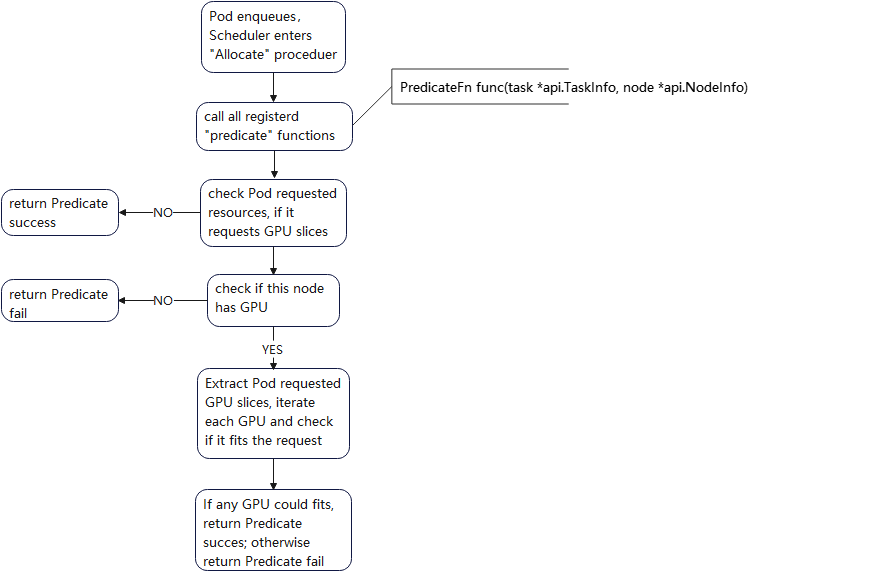 Pod enqueues,
Scheduler enters
"Allocate" proceduer
PredicateFn func(task *api.TaskInfo, node *api.NodeInfo)
call all registerd
"predicate" functions
check Pod requested
resources, if it
requests GPU slices
NO
return Predicate
success
check if this node
has GPU
NO
return Predicate
fail
YES
Extract Pod requested
GPU slices, iterate
each GPU and check
if it fits the request
If any GPU could fits,
return Predicate
succes; otherwise
return Predicate fail